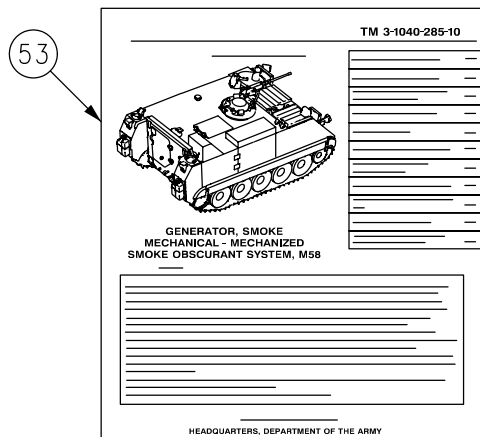 53
TM 3-1040-285-10
GENERATOR, SMOKE
MECHANICAL - MECHANIZED
SMOKE OBSCURANT SYSTEM, M58
HEADQUARTERS, DEPARTMENT OF THE ARMY